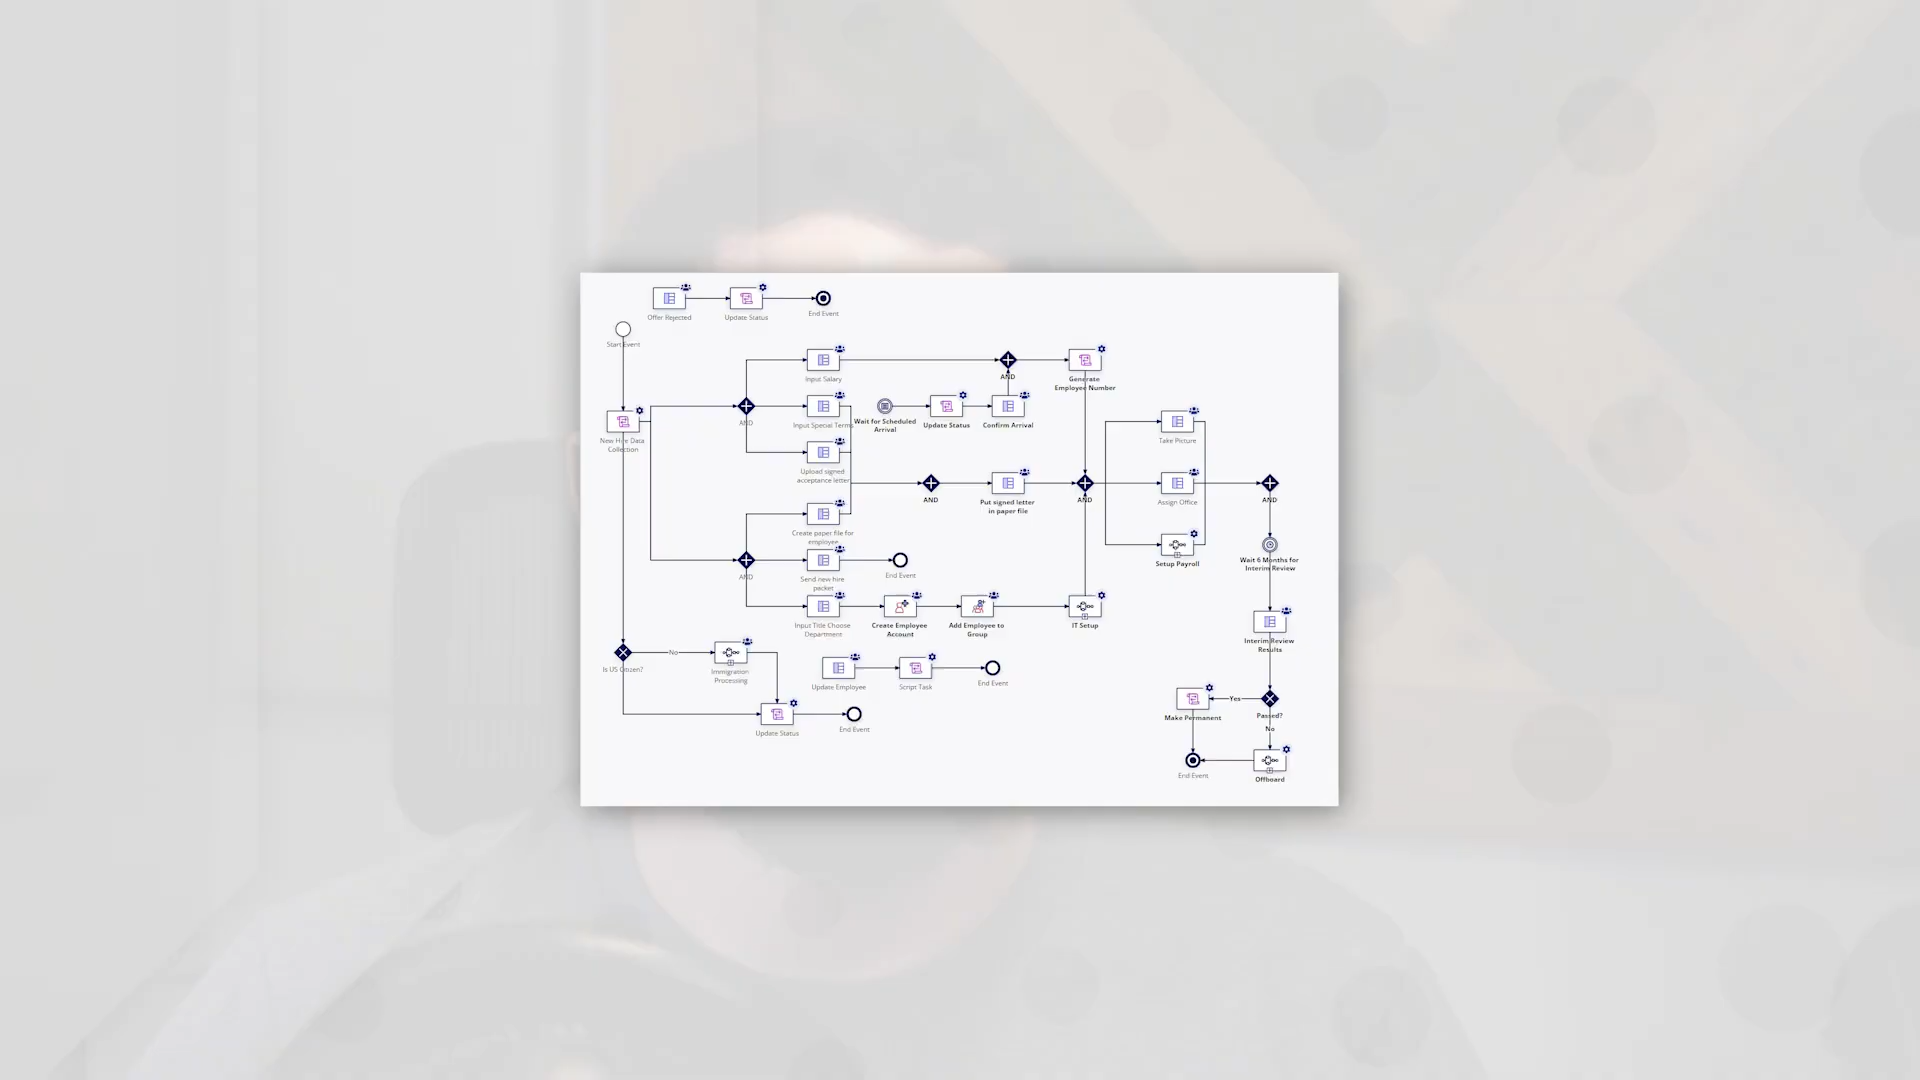 Offer Rejected
Update Status
End Event
Start Event
Input Salary
AND
Generate
Employee Number
New Hire Data
Collection
AND
Input Special Terms
Wait for Scheduled
Arrival
Update Status
Confirm Arrival
Take Picture
Upload signed
acceptance letter
AND
Put signed letter
in paper file
AND
Assign Office
AND
Create paper file for
employee
AND
Send new hire
packet
End Event
Setup Payroll
Wait 6 Months for
Interim Review
Input Title Choose
Department
Create Employee
Account
Add Employee to
Group
IT Setup
Interim Review
Results
Is US Citizen?
No
Immigration
Processing
Update Employee
Script Task
End Event
Update Status
End Event
Make Permanent
Yes
Passed?
No
End Event
Offboard